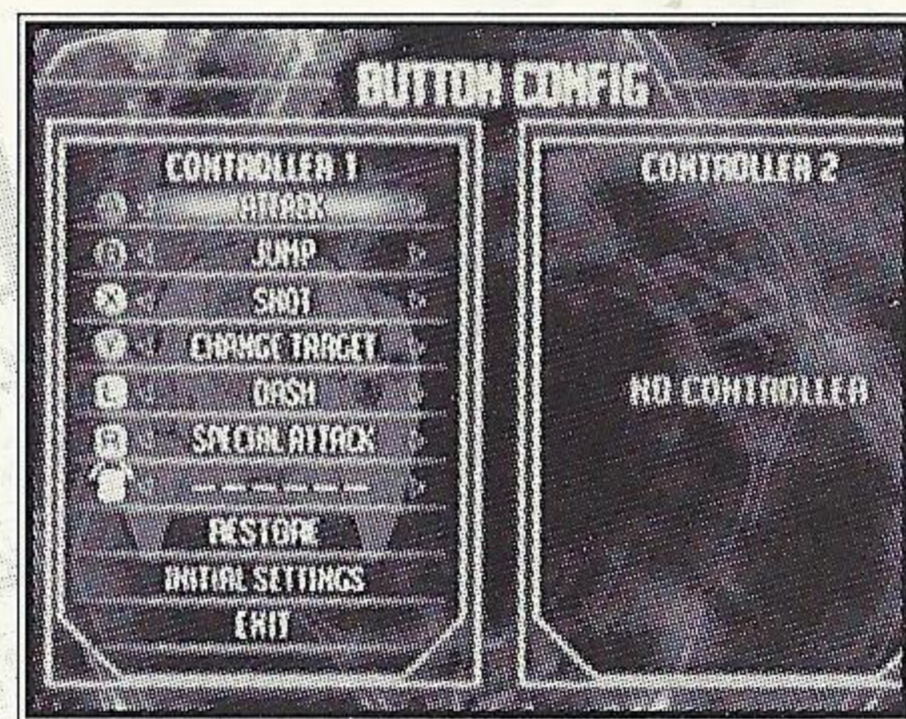 BUTTON CONFIG
CONTROLLER 1
A ATTACK
B JUMP
X SHOT
Y CHANGE TARGET
L DASH
R SPECIAL ATTACK
------
RESTORE
INITIAL SETTINGS
EXIT
CONTROLLER 2
NO CONTROLLER